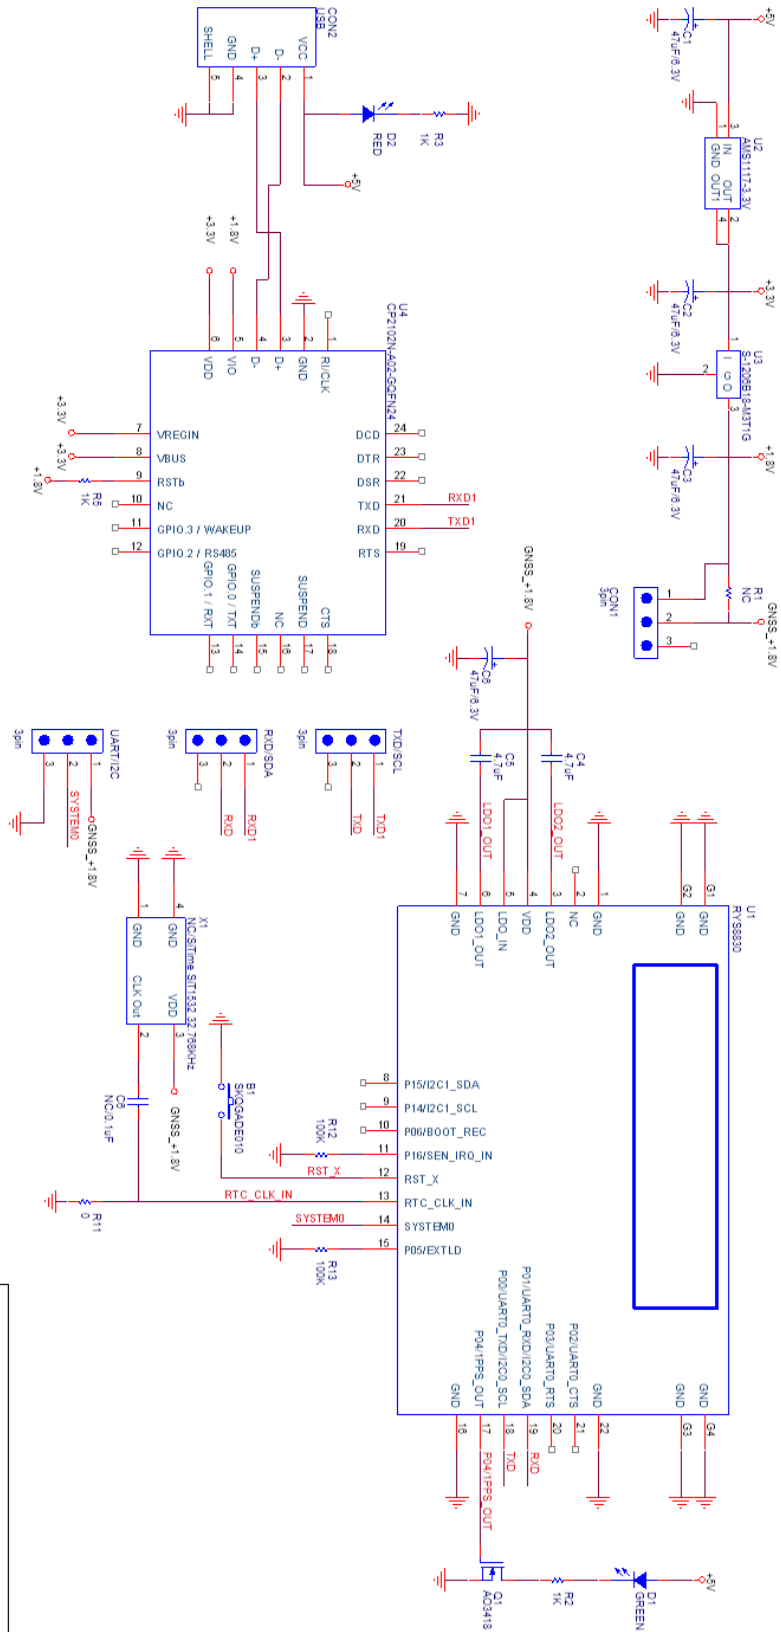 +5V
C1
47uF/6.3V
U2
AMS1117-3.3V
3
IN
OUT
2
1
GND
OUT1
4
+3.3V
C2
47uF/6.3V
U3
S-1206B18-M3T1G
1
I
G
O
3
2
+1.8V
C3
47uF/6.3V
R1
NC
GNSS_+1.8V
CON1
3pin
1
2
3
CON2
USB
VCC
1
D-
2
D+
3
GND
4
SHELL
5
D2
RED
R3
1K
+5V
+1.8V
+3.3V
U4
CP2102N-A02-GQFN24
1
RI/CLK
2
GND
3
D+
4
D-
5
VIO
6
VDD
+3.3V
7
VREGIN
+3.3V
8
VBUS
+1.8V
R5
1K
9
RSTb
10
NC
11
GPIO.3 / WAKEUP
12
GPIO.2 / RS485
DCD
24
DTR
23
DSR
22
TXD
21
RXD1
RXD
20
TXD1
RTS
19
CTS
18
SUSPEND
17
NC
16
SUSPENDb
15
GPIO.0 / TXT
14
GPIO.1 / RXT
13
GNSS_+1.8V
C6
47uF/6.3V
C4
4.7uF
LDO2_OUT
C5
4.7uF
LDO1_OUT
TXD/SCL
3pin
1
2
3
TXD1
TXD
RXD/SDA
3pin
1
2
3
RXD1
RXD
UART/I2C
3pin
1
2
3
GNSS_+1.8V
SYSTEM0
U1
RYS8830
G1
GND
G2
GND
1
GND
2
NC
3
LDO2_OUT
4
VDD
5
LDO_IN
6
LDO1_OUT
7
GND
8
P15/I2C1_SDA
9
P14/I2C1_SCL
10
P06/BOOT_REC
11
P16/SEN_IRQ_IN
12
RST_X
13
RTC_CLK_IN
14
SYSTEM0
15
P05/EXTLD
R12
100K
RST_X
RTC_CLK_IN
SYSTEM0
R13
100K
B1
SKQGADE010
X1
NC/SiTime SiT1532 32.768KHz
1
GND
4
GND
CLK Out
2
VDD
3
GNSS_+1.8V
C6
NC/0.1uF
R11
0
GND
G4
GND
G3
GND
22
P02/UART0_CTS
21
P03/UART0_RTS
20
P01/UART0_RXD/I2C0_SDA
19
RXD
P00/UART0_TXD/I2C0_SCL
18
TXD
P04/1PPS_OUT
17
P04/1PPS_OUT
GND
16
+5V
D1
GREEN
R2
1K
Q1
AO3418